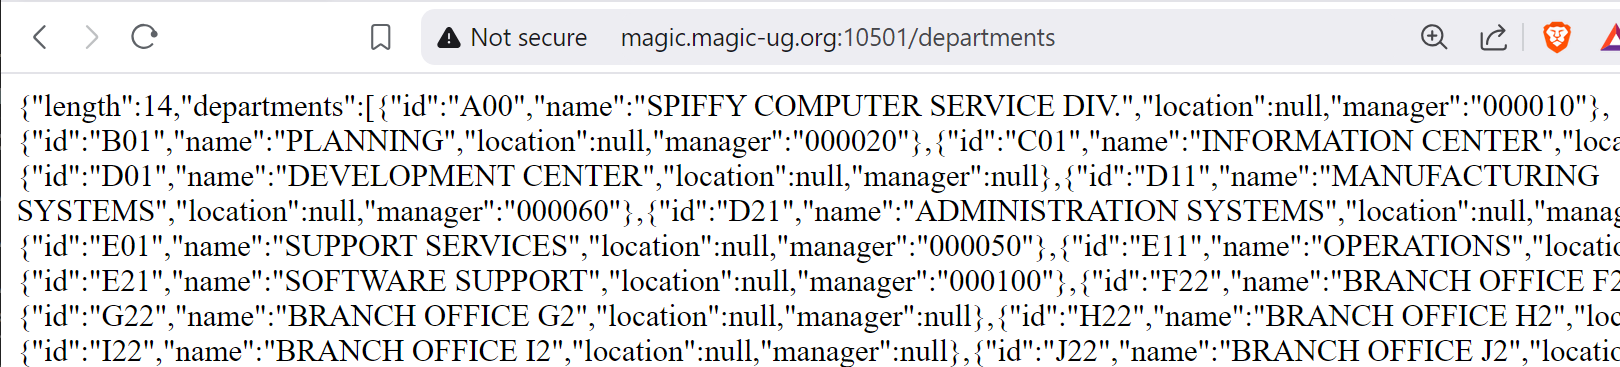 Not secure magic.magic-ug.org:10501/departments
{"length":14,"departments":[{"id":"A00","name":"SPIFFY COMPUTER SERVICE DIV.","location":null,"manager":"000010"},
{"id":"B01","name":"PLANNING","location":null,"manager":"000020"},{"id":"C01","name":"INFORMATION CENTER","loca
{"id":"D01","name":"DEVELOPMENT CENTER","location":null,"manager":null},{"id":"D11","name":"MANUFACTURING
SYSTEMS","location":null,"manager":"000060"},{"id":"D21","name":"ADMINISTRATION SYSTEMS","location":null,"manag
{"id":"E01","name":"SUPPORT SERVICES","location":null,"manager":"000050"},{"id":"E11","name":"OPERATIONS","locatio
{"id":"E21","name":"SOFTWARE SUPPORT","location":null,"manager":"000100"},{"id":"F22","name":"BRANCH OFFICE F2
{"id":"G22","name":"BRANCH OFFICE G2","location":null,"manager":null},{"id":"H22","name":"BRANCH OFFICE H2","loc
{"id":"I22","name":"BRANCH OFFICE I2","location":null,"manager":null},{"id":"J22","name":"BRANCH OFFICE J2","locatio